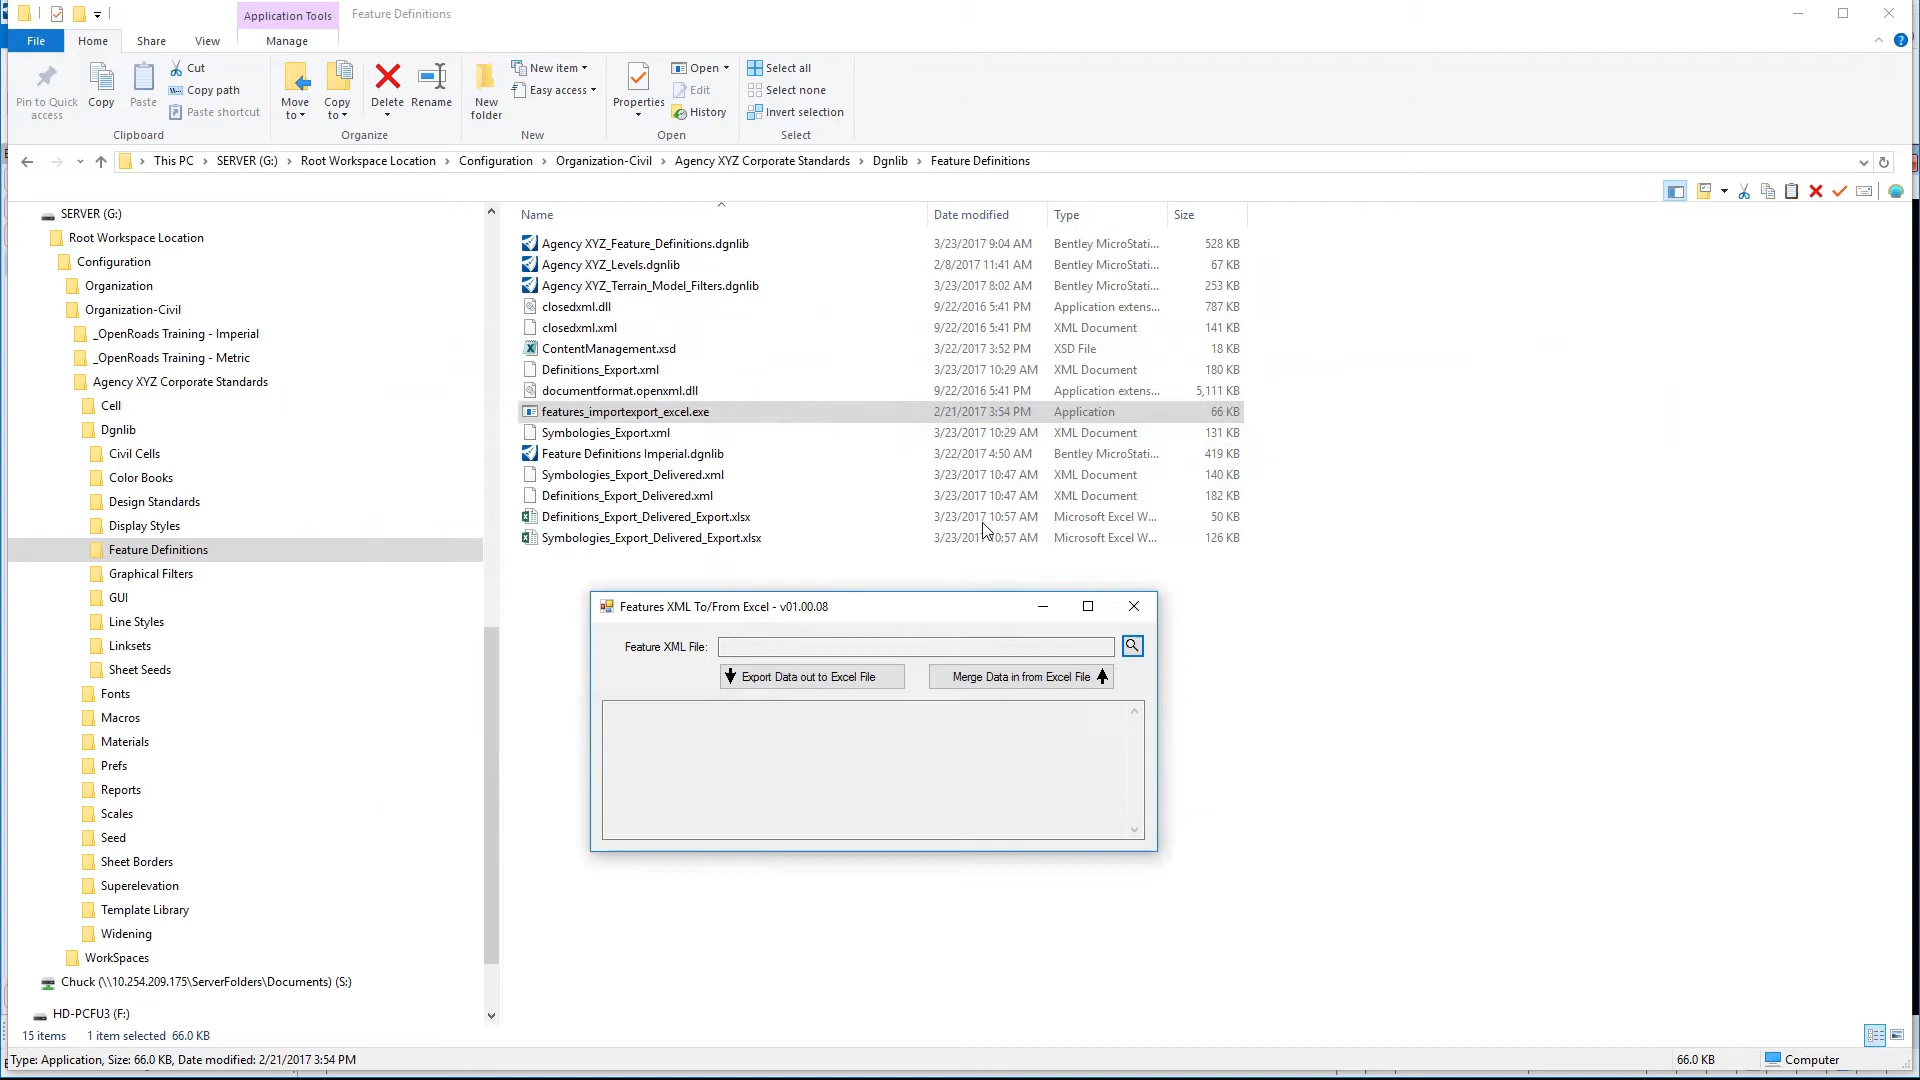 Application Tools
Feature Definitions
File
Home
Share
View
Manage
Pin to Quick access
Copy
Paste
Cut
Copy path
Paste shortcut
Clipboard
Move to
Copy to
Delete
Rename
Organize
New folder
New item
Easy access
New
Properties
Open
Edit
History
Open
Select all
Select none
Invert selection
Select
This PC > SERVER (G:) > Root Workspace Location > Configuration > Organization-Civil > Agency XYZ Corporate Standards > Dgnlib > Feature Definitions
SERVER (G:)
Root Workspace Location
Configuration
Organization
Organization-Civil
_OpenRoads Training - Imperial
_OpenRoads Training - Metric
Agency XYZ Corporate Standards
Cell
Dgnlib
Civil Cells
Color Books
Design Standards
Display Styles
Feature Definitions
Graphical Filters
GUI
Line Styles
Linksets
Sheet Seeds
Fonts
Macros
Materials
Prefs
Reports
Scales
Seed
Sheet Borders
Superelevation
Template Library
Widening
WorkSpaces
Chuck (\\10.254.209.175\ServerFolders\Documents) (S:)
HD-PCFU3 (F:)
Name Date modified Type Size
Agency XYZ_Feature_Definitions.dgnlib 3/23/2017 9:04 AM Bentley MicroStati... 528 KB
Agency XYZ_Levels.dgnlib 2/8/2017 11:41 AM Bentley MicroStati... 67 KB
Agency XYZ_Terrain_Model_Filters.dgnlib 3/23/2017 8:02 AM Bentley MicroStati... 253 KB
closedxml.dll 9/22/2016 5:41 PM Application extens... 787 KB
closedxml.xml 9/22/2016 5:41 PM XML Document 141 KB
ContentManagement.xsd 3/22/2017 3:52 PM XSD File 18 KB
Definitions_Export.xml 3/23/2017 10:29 AM XML Document 180 KB
documentformat.openxml.dll 9/22/2016 5:41 PM Application extens... 5,111 KB
features_importexport_excel.exe 2/21/2017 3:54 PM Application 66 KB
Symbologies_Export.xml 3/23/2017 10:29 AM XML Document 131 KB
Feature Definitions Imperial.dgnlib 3/22/2017 4:50 AM Bentley MicroStati... 419 KB
Symbologies_Export_Delivered.xml 3/23/2017 10:47 AM XML Document 140 KB
Definitions_Export_Delivered.xml 3/23/2017 10:47 AM XML Document 182 KB
Definitions_Export_Delivered_Export.xlsx 3/23/2017 10:57 AM Microsoft Excel W... 50 KB
Symbologies_Export_Delivered_Export.xlsx 3/23/2017 10:57 AM Microsoft Excel W... 126 KB
Features XML To/From Excel - v01.00.08
Feature XML File:
Export Data out to Excel File
Merge Data in from Excel File
15 items 1 item selected 66.0 KB
Type: Application, Size: 66.0 KB, Date modified: 2/21/2017 3:54 PM
66.0 KB
Computer